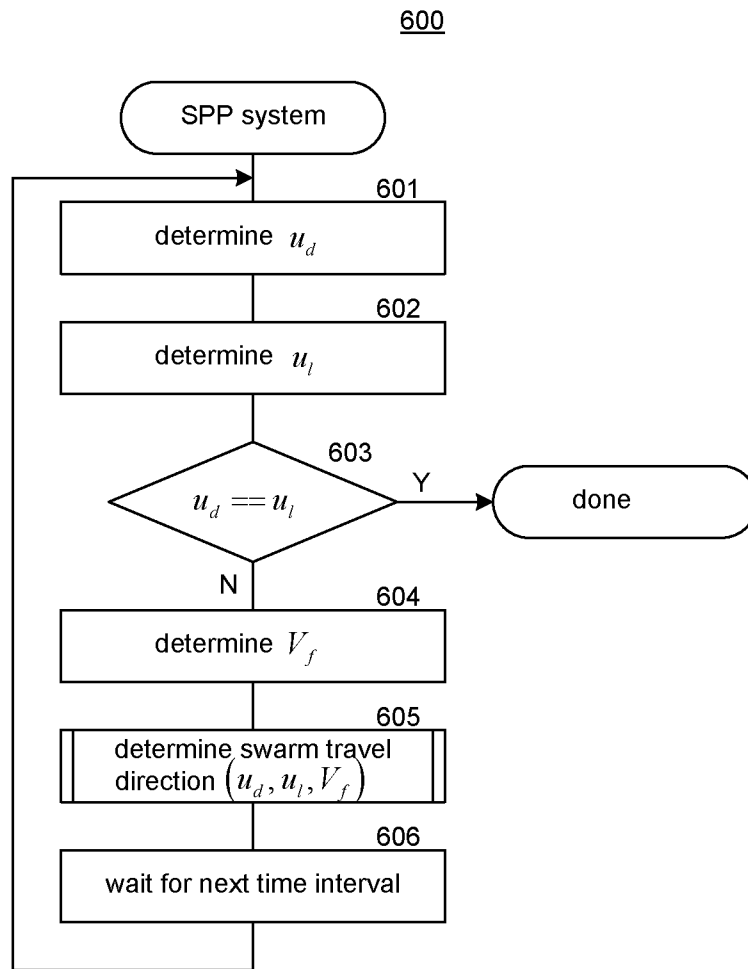 600
SPP system
601
determine u_d
602
determine u_l
603
u_d == u_l
Y
done
N
604
determine V_f
605
determine swarm travel
direction (u_d, u_l, V_f)
606
wait for next time interval